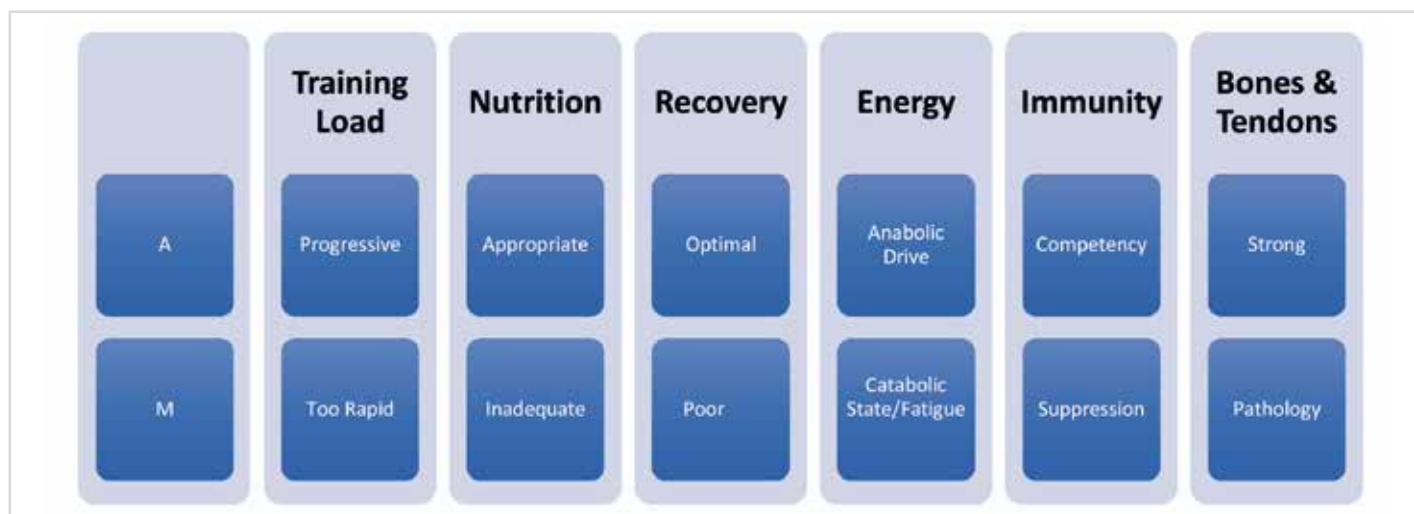 Training
Load
Nutrition
Recovery
Energy
Immunity
Bones &
Tendons
A
Progressive
Appropriate
Optimal
Anabolic
Drive
Competency
Strong
M
Too Rapid
Inadequate
Poor
Catabolic
State/Fatigue
Suppression
Pathology